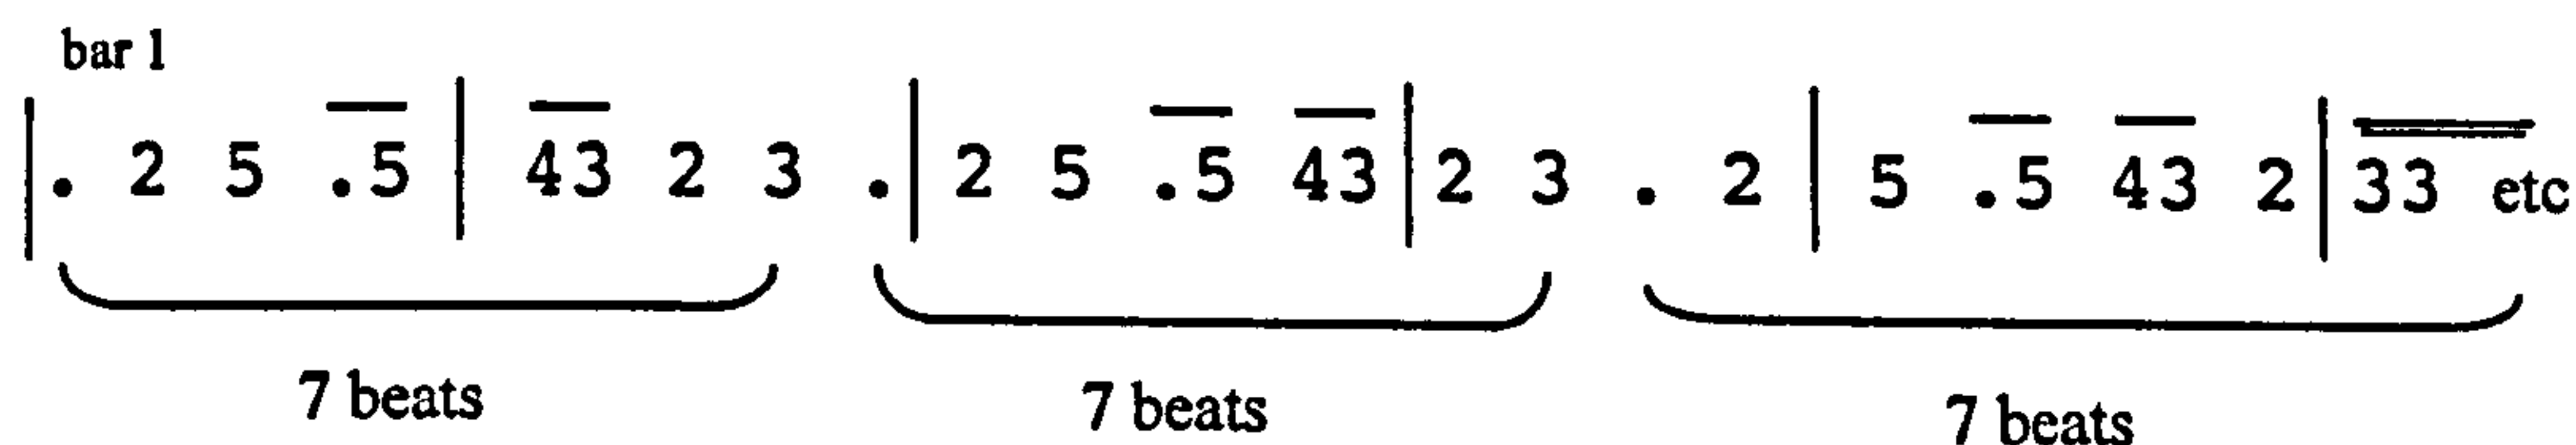 bar 1
| . 2 5 .5 | 43 2 3 . | 2 5 .5 43 | 2 3 . 2 | 5 .5 43 2 | 33 etc
7 beats 7 beats 7 beats